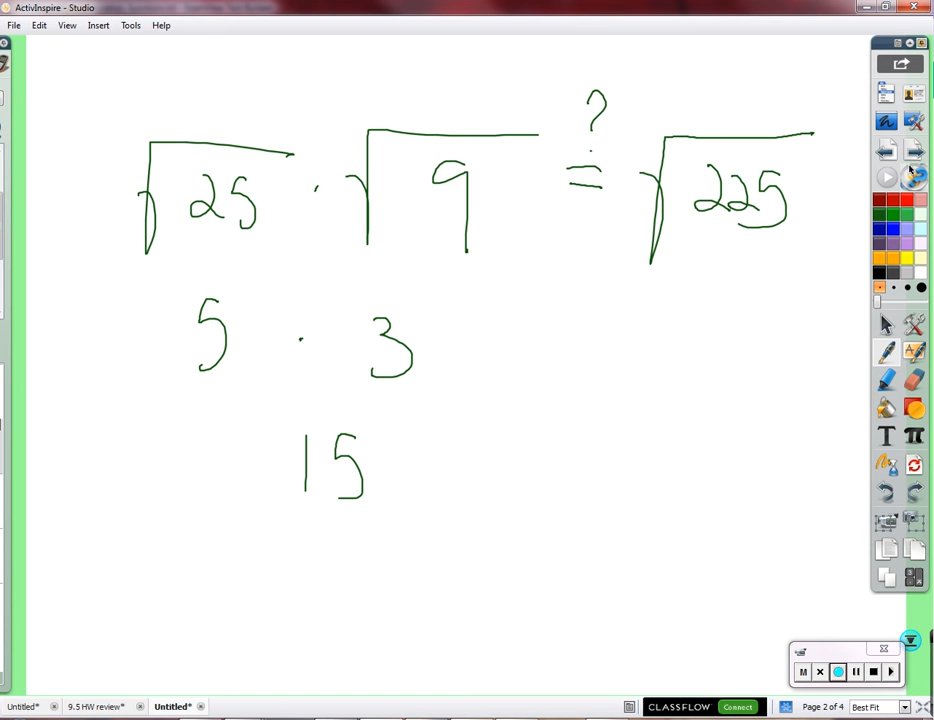 ActivInspire - Studio
File Edit View Insert Tools Help
√25 · √9 ?= √225
5 · 3
15
M
Untitled* 9.5 HW review* Untitled* CLASSFLOW Connect Page 2 of 4 Best Fit